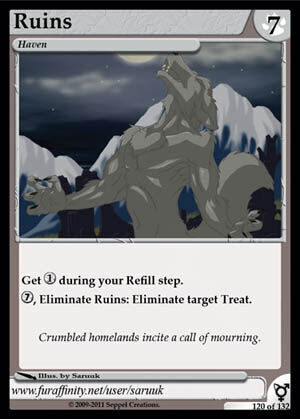 Ruins
7
Haven
Get 1 during your Refill step.
7, Eliminate Ruins: Eliminate target Treat.
Crumbled homelands incite a call of mourning.
Illus. by Saruuk
www.furaffinity.net/user/saruuk
© 2009-2011 Seppel Creations.
120 of 132